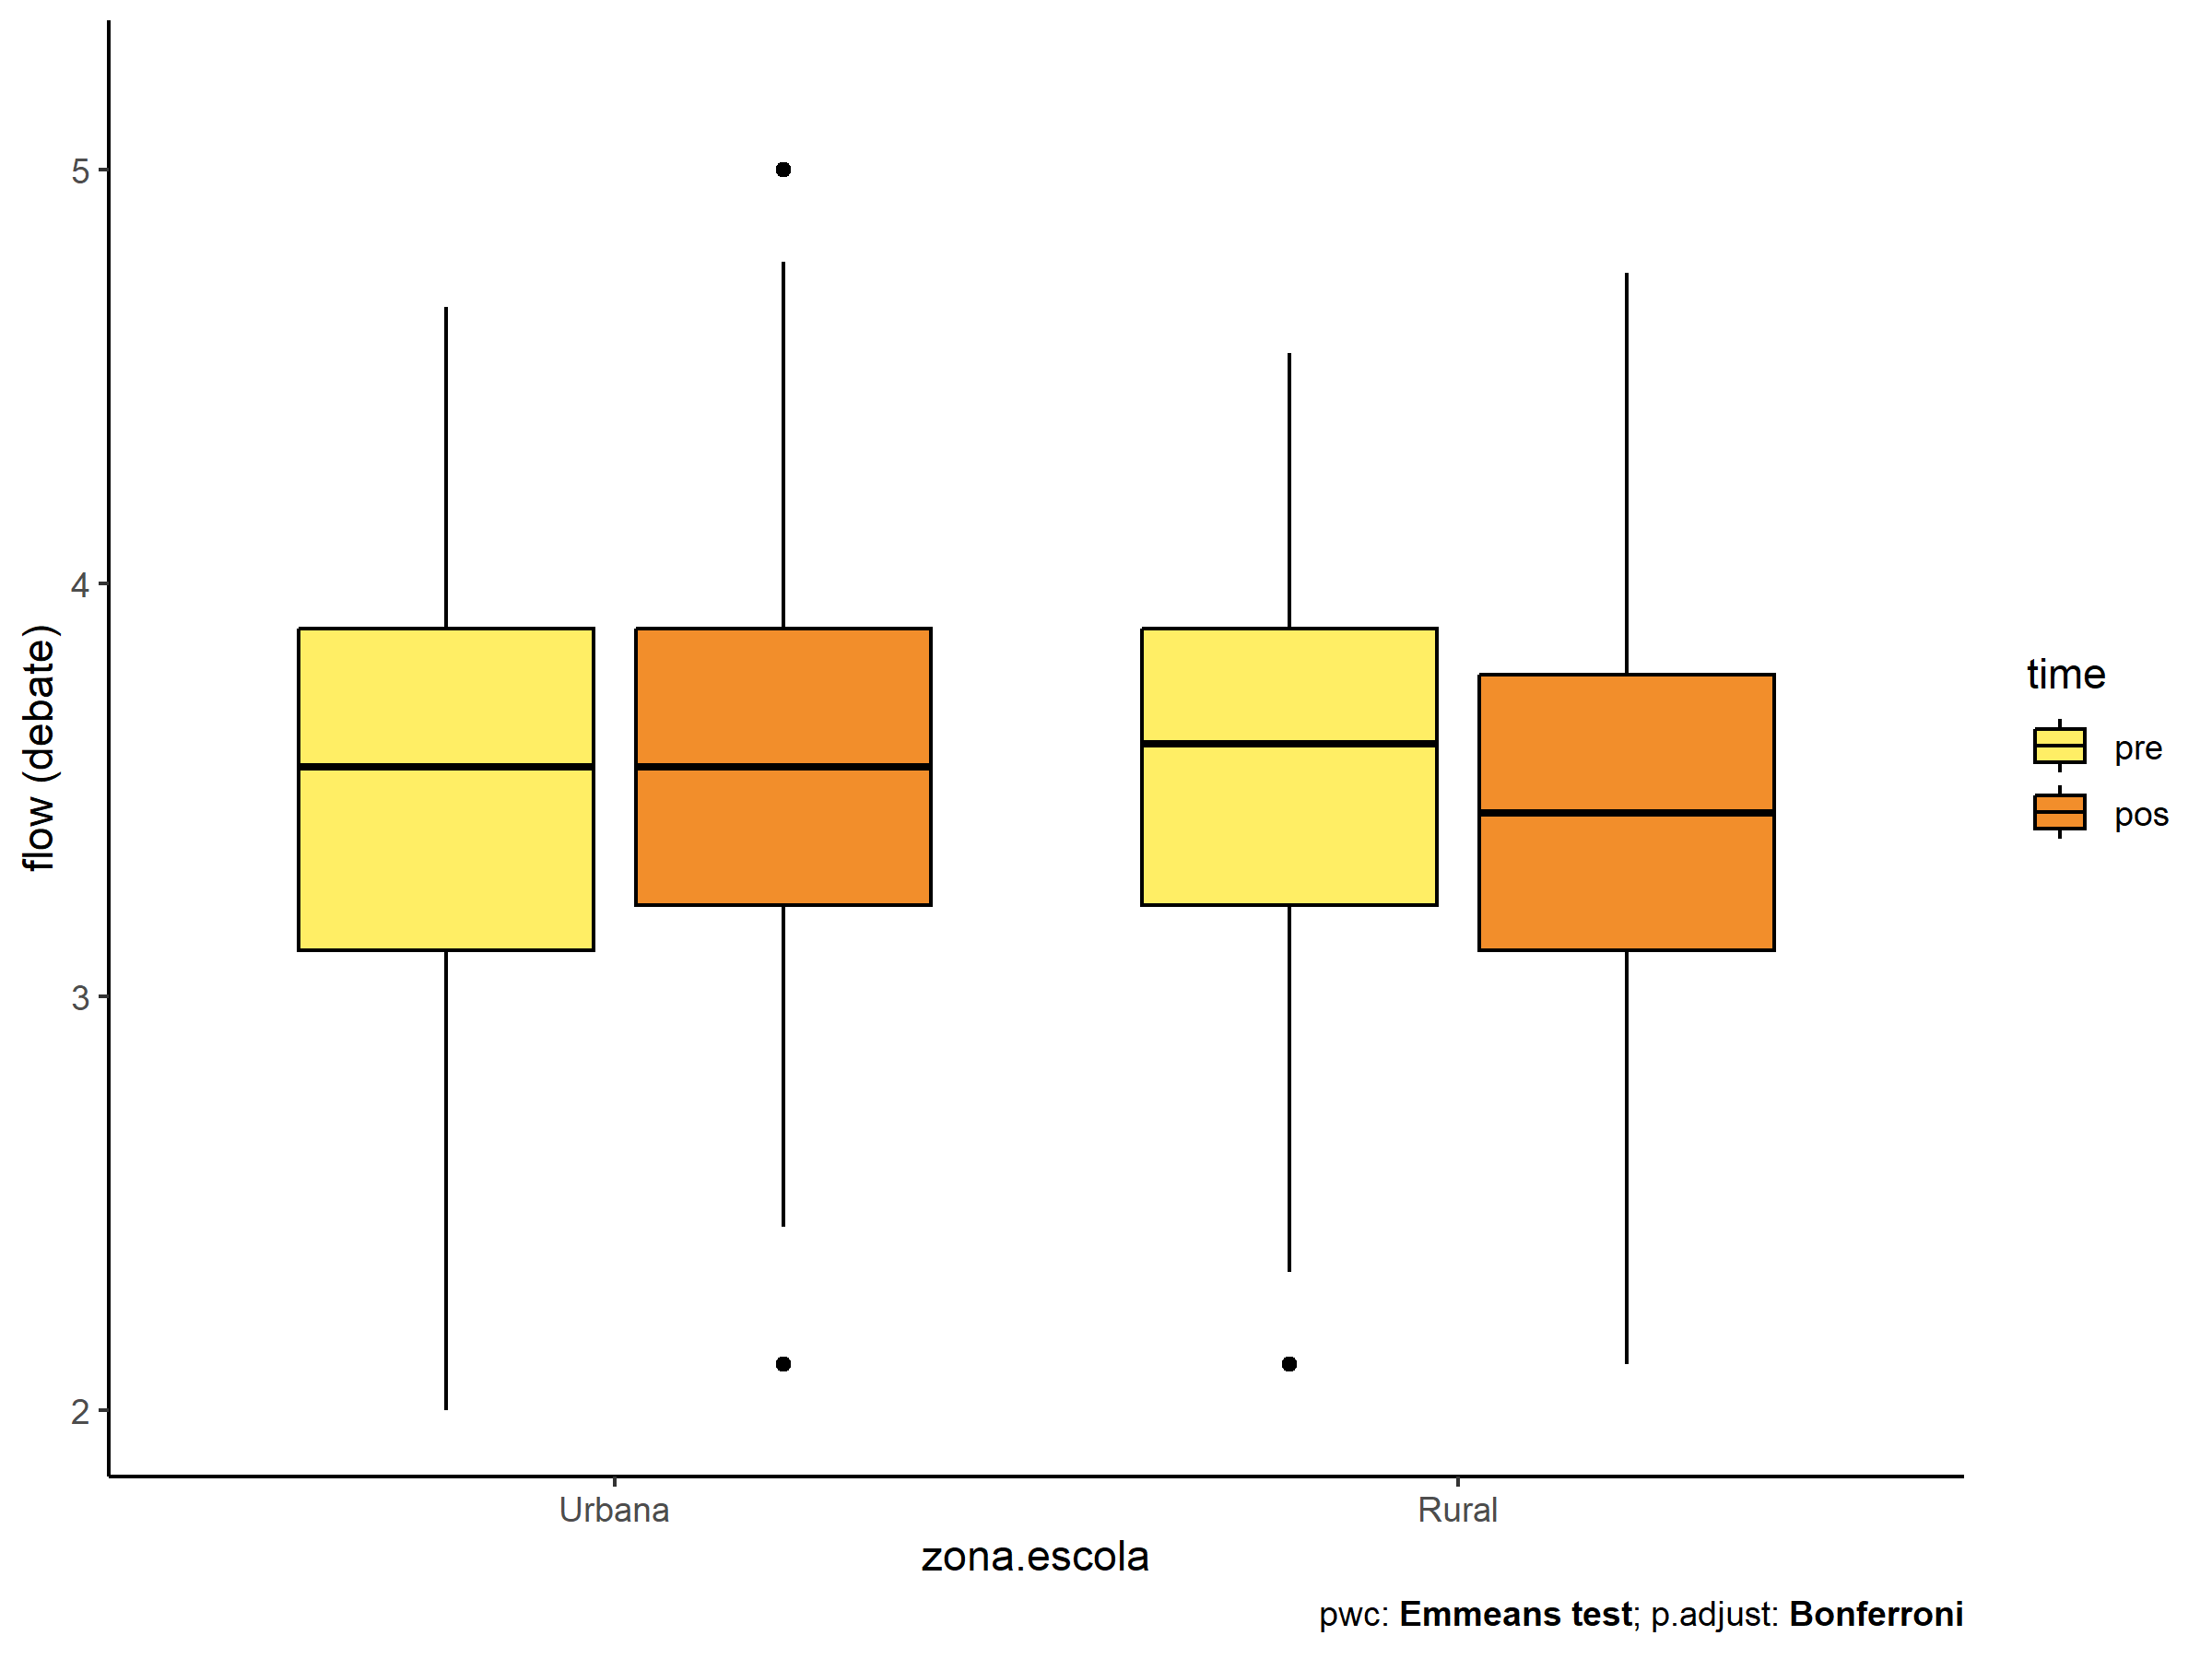 flow (debate)
5
4
3
2
Urbana
Rural
zona.escola
time
pre
pos
pwc: Emmeans test; p.adjust: Bonferroni